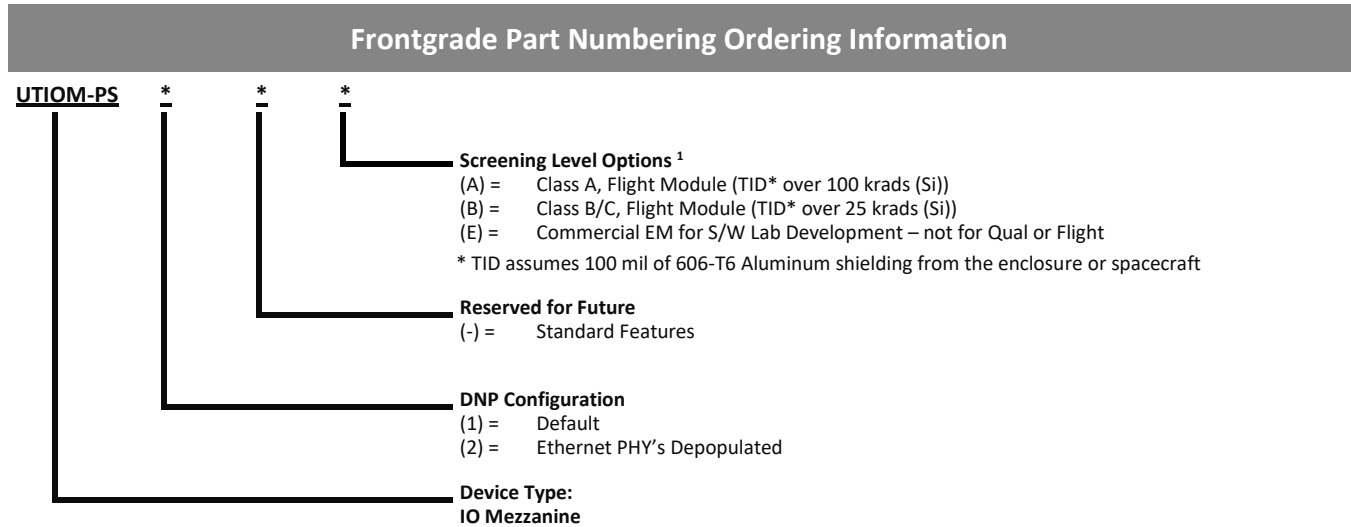 Frontgrade Part Numbering Ordering Information
UTIOM-PS * * *
Screening Level Options 1
(A) = Class A, Flight Module (TID* over 100 krads (Si))
(B) = Class B/C, Flight Module (TID* over 25 krads (Si))
(E) = Commercial EM for S/W Lab Development – not for Qual or Flight
* TID assumes 100 mil of 606-T6 Aluminum shielding from the enclosure or spacecraft
Reserved for Future
(-) = Standard Features
DNP Configuration
(1) = Default
(2) = Ethernet PHY's Depopulated
Device Type:
IO Mezzanine